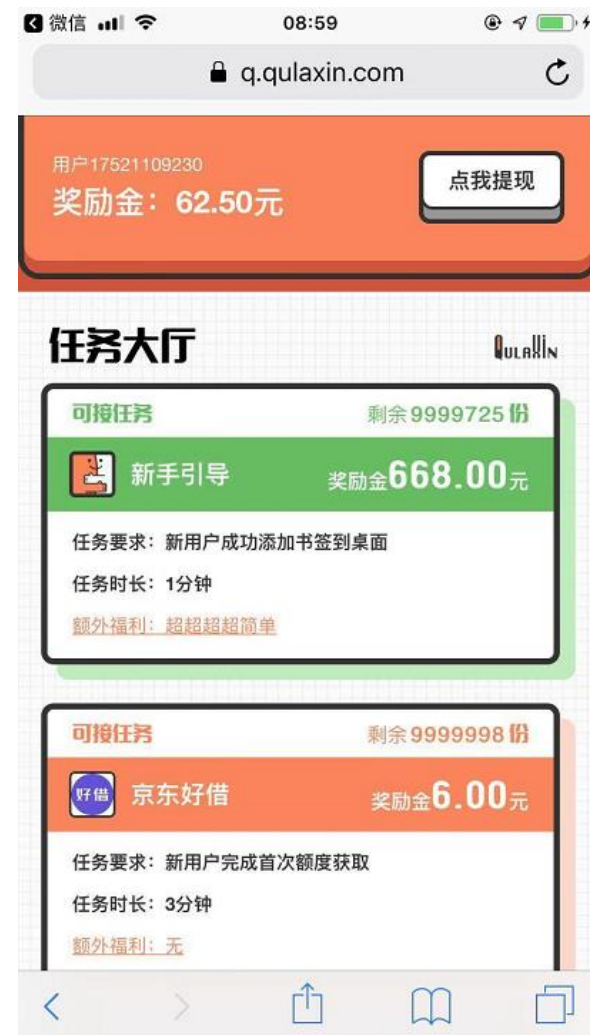 微信 08:59
q.qulaxin.com
用户17521109230
奖励金：62.50元
点我提现
任务大厅
QULAXIN
可接任务 剩余9999725份
新手引导 奖励金668.00元
任务要求：新用户成功添加书签到桌面
任务时长：1分钟
额外福利：超超超超简单
可接任务 剩余9999998份
好借 京东好借 奖励金6.00元
任务要求：新用户完成首次额度获取
任务时长：3分钟
额外福利：无